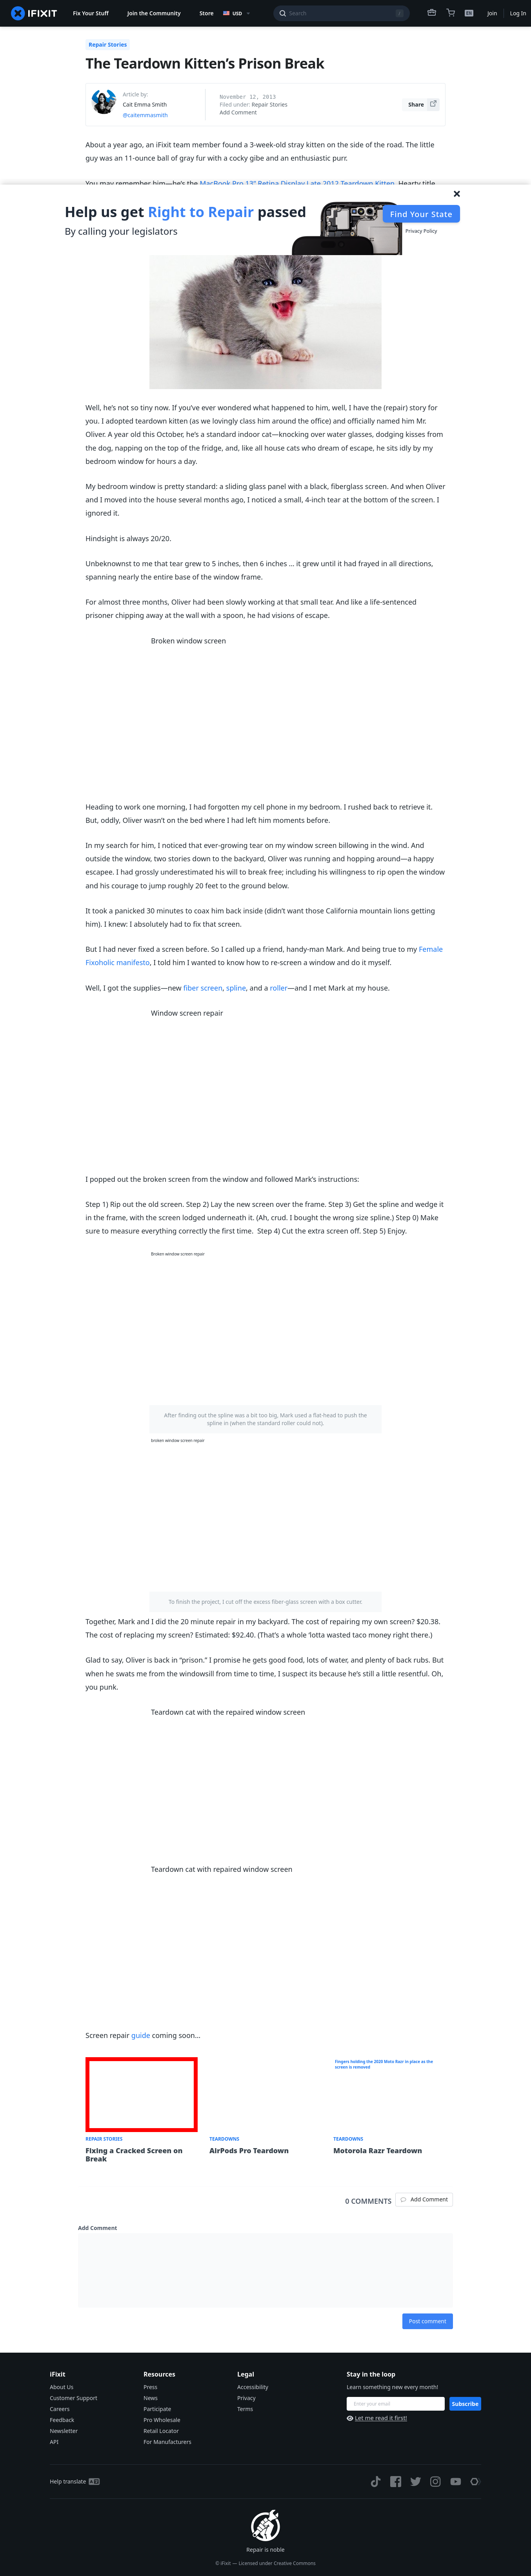 IFIXIT
Fix Your Stuff
Join the Community
Store
USD
Search
/
EN
Join
Log In
Repair Stories
The Teardown Kitten’s Prison Break
Article by:
Cait Emma Smith
@caitemmasmith
November 12, 2013
Filed under: Repair Stories
Add Comment
Share
About a year ago, an iFixit team member found a 3-week-old stray kitten on the side of the road. The little
guy was an 11-ounce ball of gray fur with a cocky gibe and an enthusiastic purr.
You may remember him—he’s the MacBook Pro 13” Retina Display Late 2012 Teardown Kitten. Hearty title,
Help us get Right to Repair passed
By calling your legislators
Find Your State
Privacy Policy
Well, he’s not so tiny now. If you’ve ever wondered what happened to him, well, I have the (repair) story for
you. I adopted teardown kitten (as we lovingly class him around the office) and officially named him Mr.
Oliver. A year old this October, he’s a standard indoor cat—knocking over water glasses, dodging kisses from
the dog, napping on the top of the fridge, and, like all house cats who dream of escape, he sits idly by my
bedroom window for hours a day.
My bedroom window is pretty standard: a sliding glass panel with a black, fiberglass screen. And when Oliver
and I moved into the house several months ago, I noticed a small, 4-inch tear at the bottom of the screen. I
ignored it.
Hindsight is always 20/20.
Unbeknownst to me that tear grew to 5 inches, then 6 inches … it grew until it had frayed in all directions,
spanning nearly the entire base of the window frame.
For almost three months, Oliver had been slowly working at that small tear. And like a life-sentenced
prisoner chipping away at the wall with a spoon, he had visions of escape.
Broken window screen
Heading to work one morning, I had forgotten my cell phone in my bedroom. I rushed back to retrieve it.
But, oddly, Oliver wasn’t on the bed where I had left him moments before.
In my search for him, I noticed that ever-growing tear on my window screen billowing in the wind. And
outside the window, two stories down to the backyard, Oliver was running and hopping around—a happy
escapee. I had grossly underestimated his will to break free; including his willingness to rip open the window
and his courage to jump roughly 20 feet to the ground below.
It took a panicked 30 minutes to coax him back inside (didn’t want those California mountain lions getting
him). I knew: I absolutely had to fix that screen.
But I had never fixed a screen before. So I called up a friend, handy-man Mark. And being true to my Female
Fixoholic manifesto, I told him I wanted to know how to re-screen a window and do it myself.
Well, I got the supplies—new fiber screen, spline, and a roller—and I met Mark at my house.
Window screen repair
I popped out the broken screen from the window and followed Mark’s instructions:
Step 1) Rip out the old screen. Step 2) Lay the new screen over the frame. Step 3) Get the spline and wedge it
in the frame, with the screen lodged underneath it. (Ah, crud. I bought the wrong size spline.) Step 0) Make
sure to measure everything correctly the first time.  Step 4) Cut the extra screen off. Step 5) Enjoy.
Broken window screen repair
After finding out the spline was a bit too big, Mark used a flat-head to push the
spline in (when the standard roller could not).
broken window screen repair
To finish the project, I cut off the excess fiber-glass screen with a box cutter.
Together, Mark and I did the 20 minute repair in my backyard. The cost of repairing my own screen? $20.38.
The cost of replacing my screen? Estimated: $92.40. (That’s a whole ‘lotta wasted taco money right there.)
Glad to say, Oliver is back in “prison.” I promise he gets good food, lots of water, and plenty of back rubs. But
when he swats me from the windowsill from time to time, I suspect its because he’s still a little resentful. Oh,
you punk.
Teardown cat with the repaired window screen
Teardown cat with repaired window screen
Screen repair guide coming soon…
Fingers holding the 2020 Moto Razr in place as the
screen is removed
REPAIR STORIES
Fixing a Cracked Screen on
Break
TEARDOWNS
AirPods Pro Teardown
TEARDOWNS
Motorola Razr Teardown
0 COMMENTS
Add Comment
Add Comment
Post comment
iFixit
About Us
Customer Support
Careers
Feedback
Newsletter
API
Resources
Press
News
Participate
Pro Wholesale
Retail Locator
For Manufacturers
Legal
Accessibility
Privacy
Terms
Stay in the loop
Learn something new every month!
Enter your email
Subscribe
Let me read it first!
Help translate
Repair is noble
© iFixit — Licensed under Creative Commons